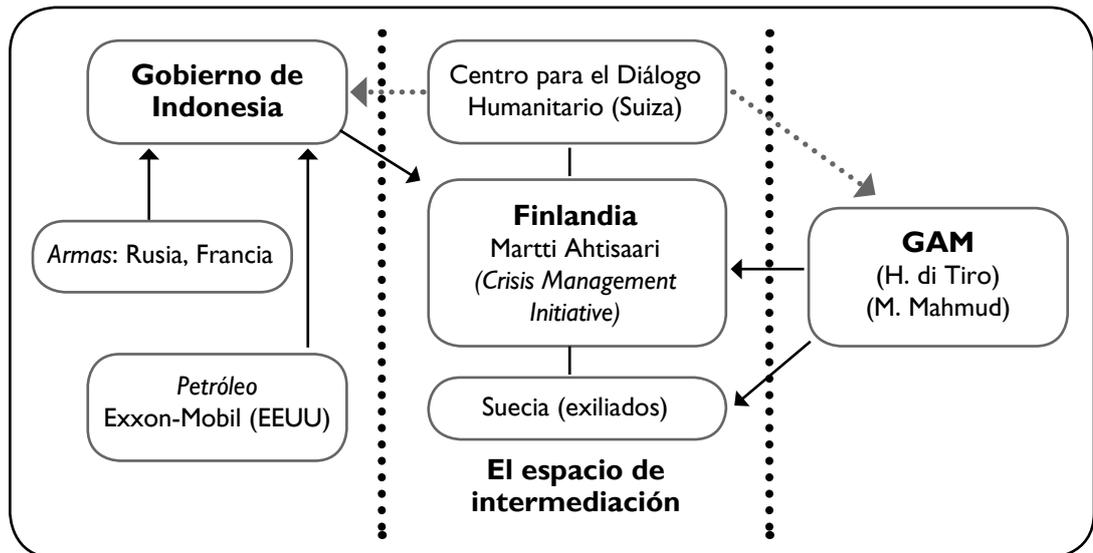 Gobierno de
Indonesia
Armas: Rusia, Francia
Petróleo
Exxon-Mobil (EEUU)
Centro para el Diálogo
Humanitario (Suiza)
Finlandia
Martti Ahtisaari
(Crisis Management
Initiative)
Suecia (exiliados)
El espacio de
intermediación
GAM
(H. di Tiro)
(M. Mahmud)